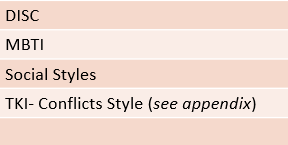 DISC
MBTI
Social Styles
TKI- Conflicts Style (see appendix)